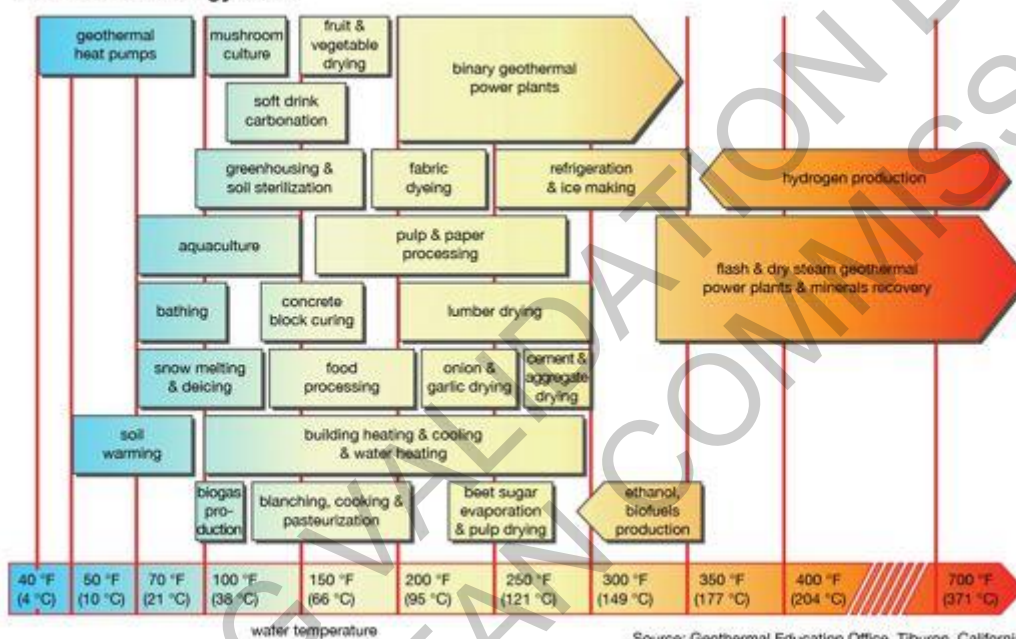 geothermal
heat pumps
mushroom
culture
fruit &
vegetable
drying
binary geothermal
power plants
soft drink
carbonation
greenhousing &
soil sterilization
fabric
dyeing
refrigeration
& ice making
hydrogen production
aquaculture
pulp & paper
processing
flash & dry steam geothermal
power plants & minerals recovery
bathing
concrete
block curing
lumber drying
snow melting
& deicing
food
processing
onion &
garlic drying
cement &
aggregate
drying
soil
warming
building heating & cooling
& water heating
biogas
pro-
duction
blanching, cooking &
pasteurization
beet sugar
evaporation
& pulp drying
ethanol,
biofuels
production
40 °F
(4 °C)
50 °F
(10 °C)
70 °F
(21 °C)
100 °F
(38 °C)
150 °F
(66 °C)
200 °F
(95 °C)
250 °F
(121 °C)
300 °F
(149 °C)
350 °F
(177 °C)
400 °F
(204 °C)
700 °F
(371 °C)
water temperature
Source: Geothermal Education Office, Tiburon, California
VALIDATION